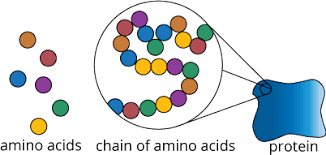 amino acids
chain of amino acids
protein